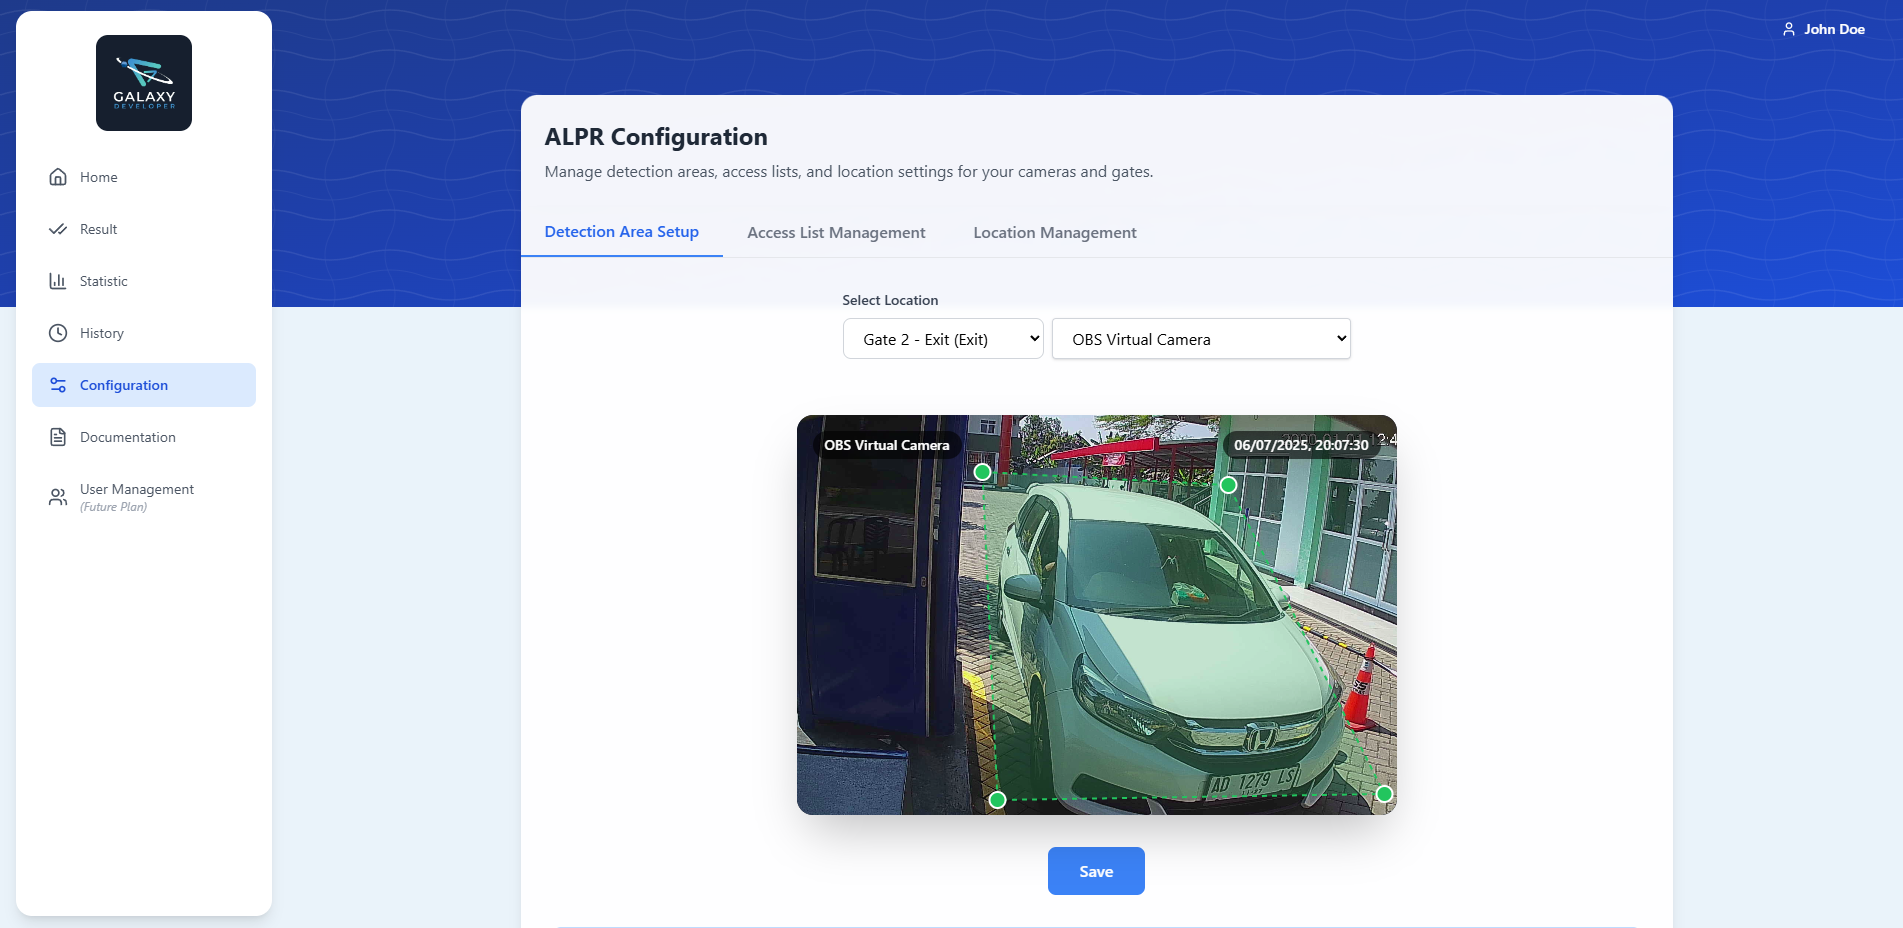 GALAXY
DEVELOPER
Home
Result
Statistic
History
Configuration
Documentation
User Management
(Future Plan)
John Doe
ALPR Configuration
Manage detection areas, access lists, and location settings for your cameras and gates.
Detection Area Setup
Access List Management
Location Management
Select Location
Gate 2 - Exit (Exit)
OBS Virtual Camera
OBS Virtual Camera
06/07/2025, 20:07:30
AD 1279 LS
Save